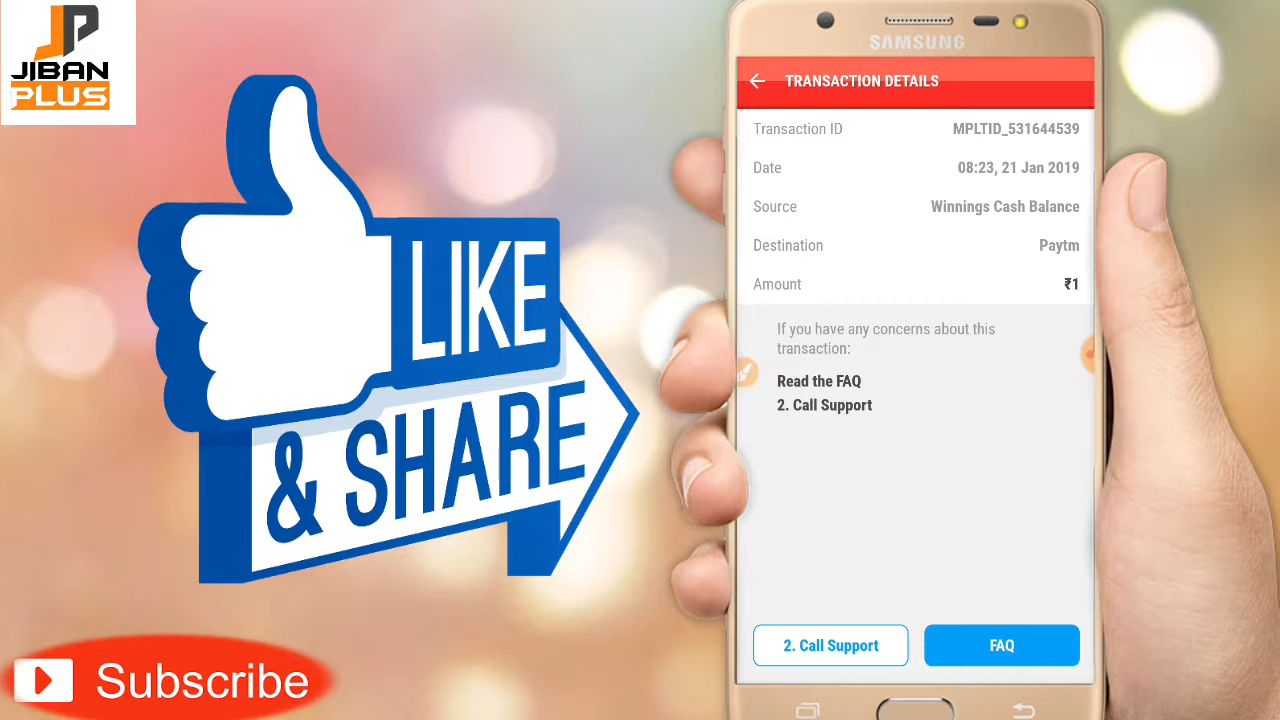 JIBAN
PLUS
LIKE
& SHARE
Subscribe
SAMSUNG
TRANSACTION DETAILS
Transaction ID MPLTID_531644539
Date 08:23, 21 Jan 2019
Source Winnings Cash Balance
Destination Paytm
Amount ₹1
If you have any concerns about this
transaction:
Read the FAQ
2. Call Support
2. Call Support FAQ